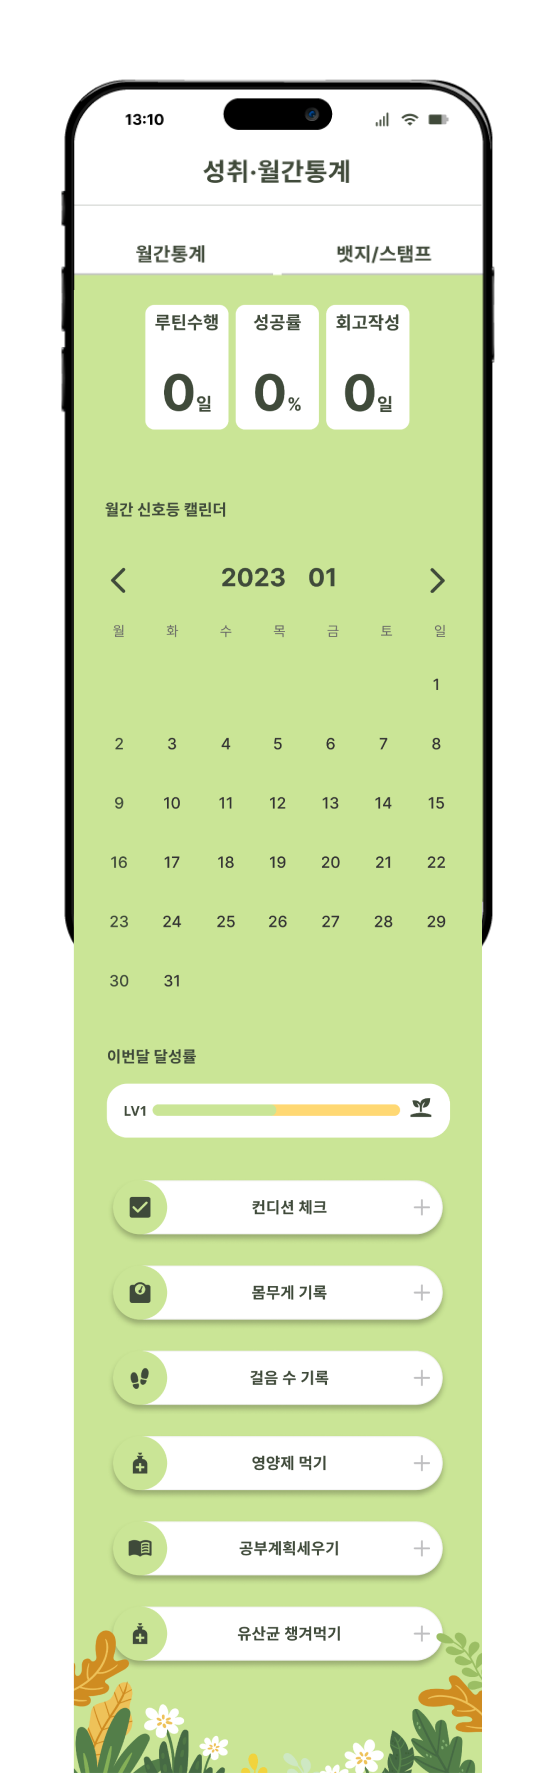 13:10
성취·월간통계
월간통계 뱃지/스탬프
루틴수행 성공률 회고작성
0일 0% 0일
월간 신호등 캘린더
2023 01
월 화 수 목 금 토 일
1
2 3 4 5 6 7 8
9 10 11 12 13 14 15
16 17 18 19 20 21 22
23 24 25 26 27 28 29
30 31
이번달 달성률
LV1
컨디션 체크
몸무게 기록
걸음 수 기록
영양제 먹기
공부계획세우기
유산균 챙겨먹기